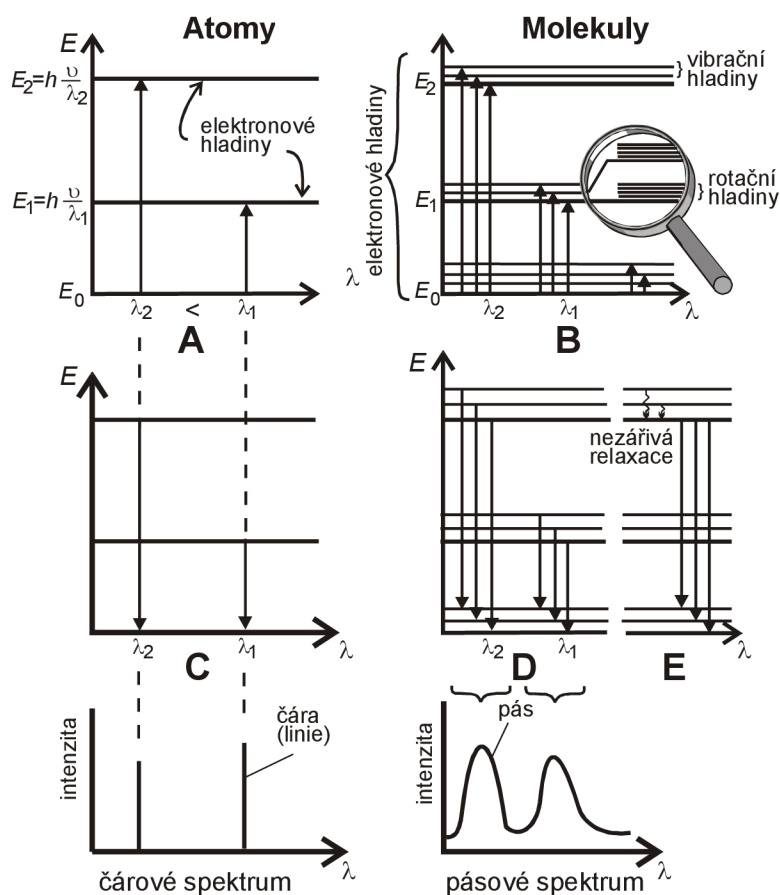 Atomy
E
E₂=h υ/λ₂
elektronové
hladiny
E₁=h υ/λ₁
E₀
λ₂ < λ₁
λ
A
Molekuly
E₂
E₁
E₀
elektronové hladiny
vibrační
hladiny
rotační
hladiny
λ₂ λ₁ λ
B
E
λ₂ λ₁ λ
C
E
nezářivá
relaxace
λ₂ λ₁ λ
D E
intenzita
čára
(linie)
λ
čárové spektrum
intenzita
pás
λ
pásové spektrum